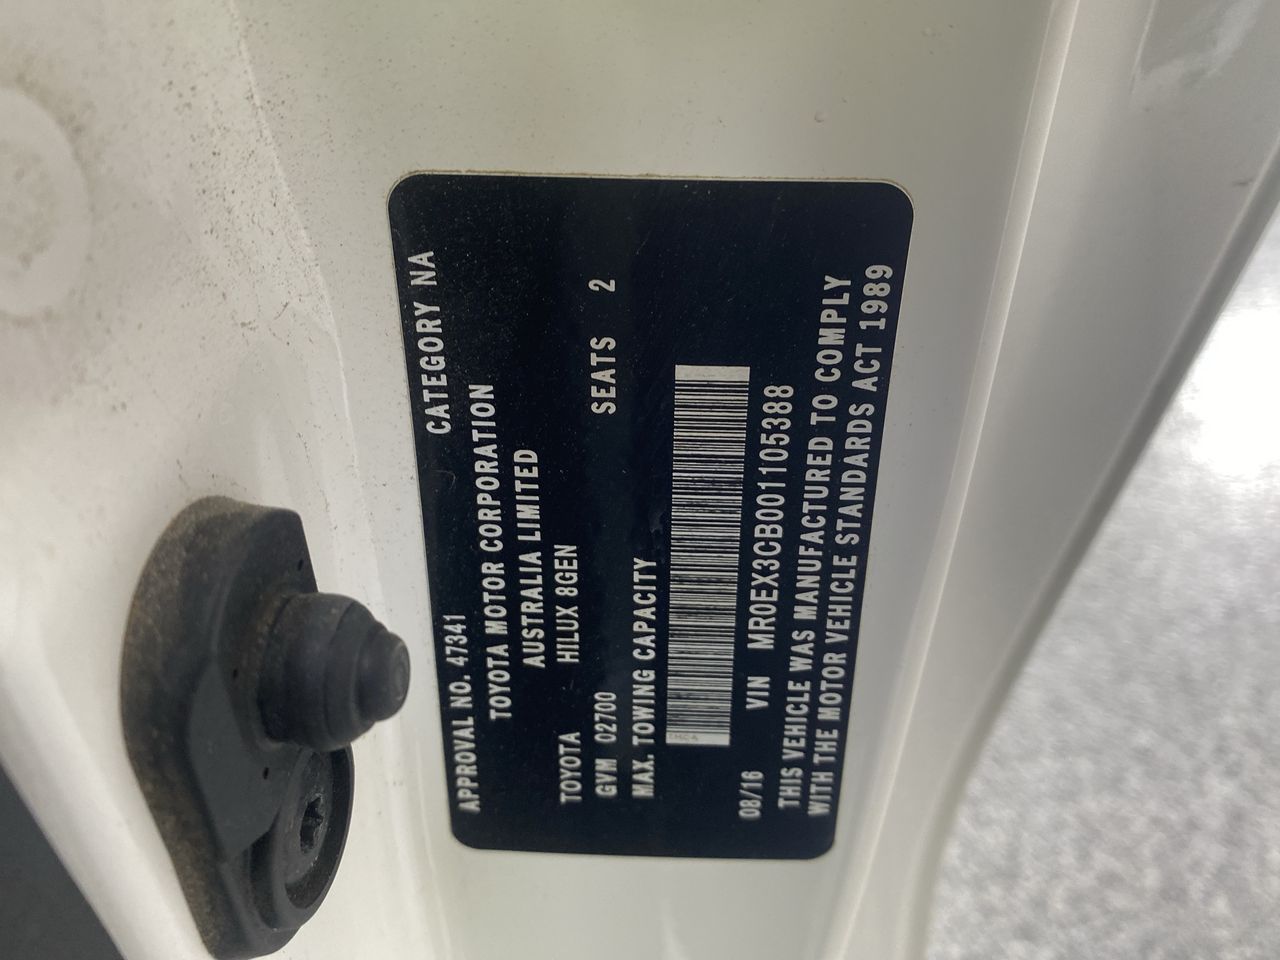 APPROVAL NO. 47341 CATEGORY NA
TOYOTA MOTOR CORPORATION
AUSTRALIA LIMITED
TOYOTA HILUX 8GEN
GVM 02700 SEATS 2
MAX. TOWING CAPACITY
08/16 VIN MR0EX3CB001105388
THIS VEHICLE WAS MANUFACTURED TO COMPLY
WITH THE MOTOR VEHICLE STANDARDS ACT 1989